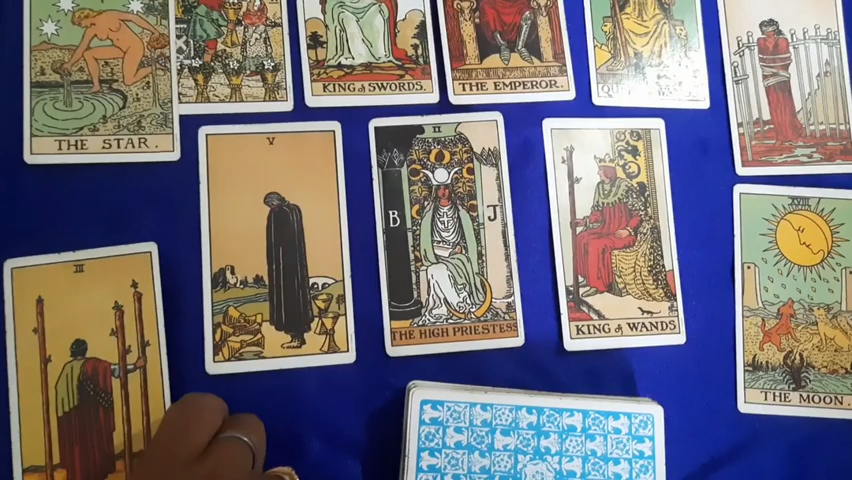 THE STAR.
KING of SWORDS.
THE EMPEROR.
V
II
B
J
THE HIGH PRIESTESS
KING of WANDS
XVIII
THE MOON.
III